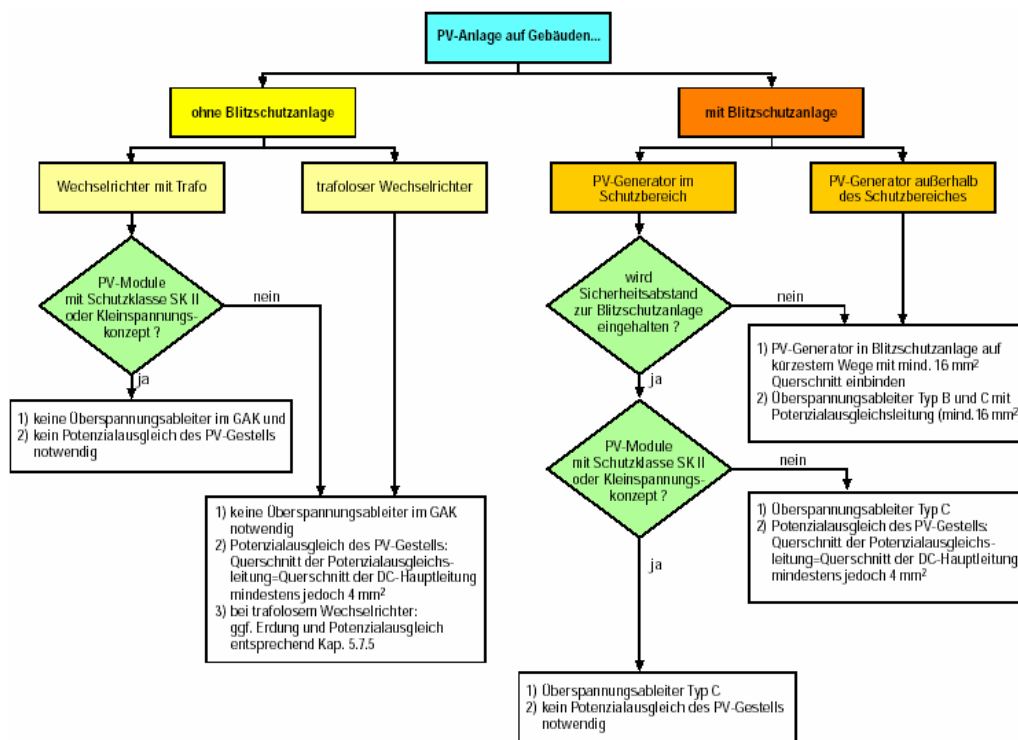 PV-Anlage auf Gebäuden...
ohne Blitzschutzanlage
mit Blitzschutzanlage
Wechselrichter mit Trafo
trafoloser Wechselrichter
PV-Generator im
Schutzbereich
PV-Generator außerhalb
des Schutzbereiches
PV-Module
mit Schutzklasse SK II
oder Kleinspannungs-
konzept ?
nein
ja
wird
Sicherheitsabstand
zur Blitzschutzanlage
eingehalten ?
nein
ja
1) PV-Generator in Blitzschutzanlage auf
kürzestem Wege mit mind. 16 mm²
Querschnitt einbinden
2) Überspannungsableiter Typ B und C mit
Potenzialausgleichsleitung (mind.16 mm²
1) keine Überspannungsableiter im GAK und
2) kein Potenzialausgleich des PV-Gestells
notwendig
PV-Module
mit Schutzklasse SK II
oder Kleinspannungs-
konzept ?
nein
ja
1) keine Überspannungsableiter im GAK
notwendig
2) Potenzialausgleich des PV-Gestells:
Querschnitt der Potenzialausgleichs-
leitung=Querschnitt der DC-Hauptleitung
mindestens jedoch 4 mm²
3) bei trafolosem Wechselrichter:
ggf. Erdung und Potenzialausgleich
entsprechend Kap. 5.7.5
1) Überspannungsableiter Typ C
2) Potenzialausgleich des PV-Gestells:
Querschnitt der Potenzialausgleichs-
leitung=Querschnitt der DC-Hauptleitung
mindestens jedoch 4 mm²
1) Überspannungsableiter Typ C
2) kein Potenzialausgleich des PV-Gestells
notwendig